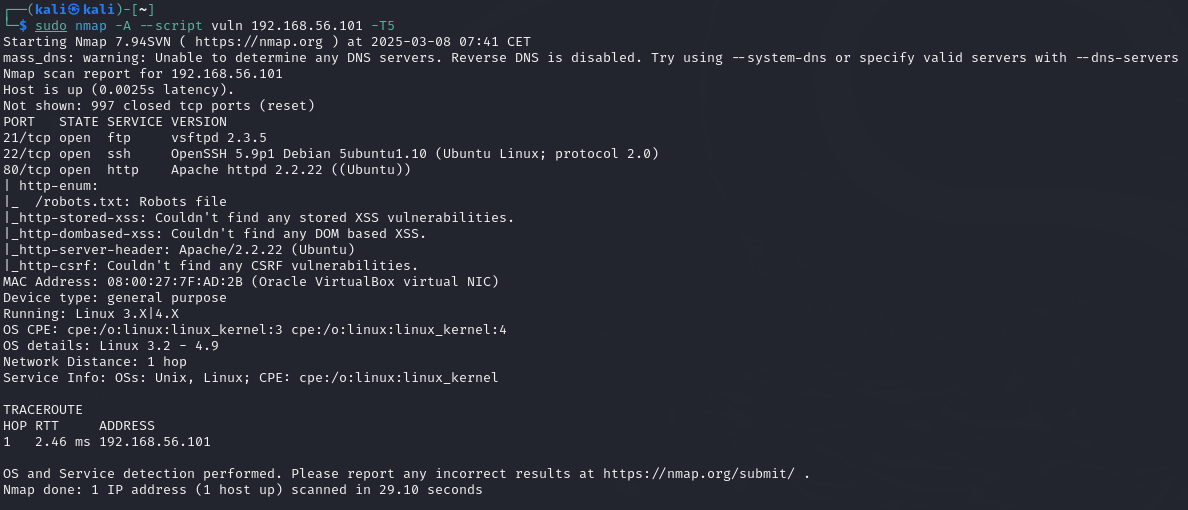 ┌──(kali㉿kali)-[~]
└─$ sudo nmap -A --script vuln 192.168.56.101 -T5
Starting Nmap 7.94SVN ( https://nmap.org ) at 2025-03-08 07:41 CET
mass_dns: warning: Unable to determine any DNS servers. Reverse DNS is disabled. Try using --system-dns or specify valid servers with --dns-servers
Nmap scan report for 192.168.56.101
Host is up (0.0025s latency).
Not shown: 997 closed tcp ports (reset)
PORT   STATE SERVICE VERSION
21/tcp open  ftp     vsftpd 2.3.5
22/tcp open  ssh     OpenSSH 5.9p1 Debian 5ubuntu1.10 (Ubuntu Linux; protocol 2.0)
80/tcp open  http    Apache httpd 2.2.22 ((Ubuntu))
| http-enum:
|_  /robots.txt: Robots file
|_http-stored-xss: Couldn't find any stored XSS vulnerabilities.
|_http-dombased-xss: Couldn't find any DOM based XSS.
|_http-server-header: Apache/2.2.22 (Ubuntu)
|_http-csrf: Couldn't find any CSRF vulnerabilities.
MAC Address: 08:00:27:7F:AD:2B (Oracle VirtualBox virtual NIC)
Device type: general purpose
Running: Linux 3.X|4.X
OS CPE: cpe:/o:linux:linux_kernel:3 cpe:/o:linux:linux_kernel:4
OS details: Linux 3.2 - 4.9
Network Distance: 1 hop
Service Info: OSs: Unix, Linux; CPE: cpe:/o:linux:linux_kernel

TRACEROUTE
HOP RTT     ADDRESS
1   2.46 ms 192.168.56.101

OS and Service detection performed. Please report any incorrect results at https://nmap.org/submit/ .
Nmap done: 1 IP address (1 host up) scanned in 29.10 seconds